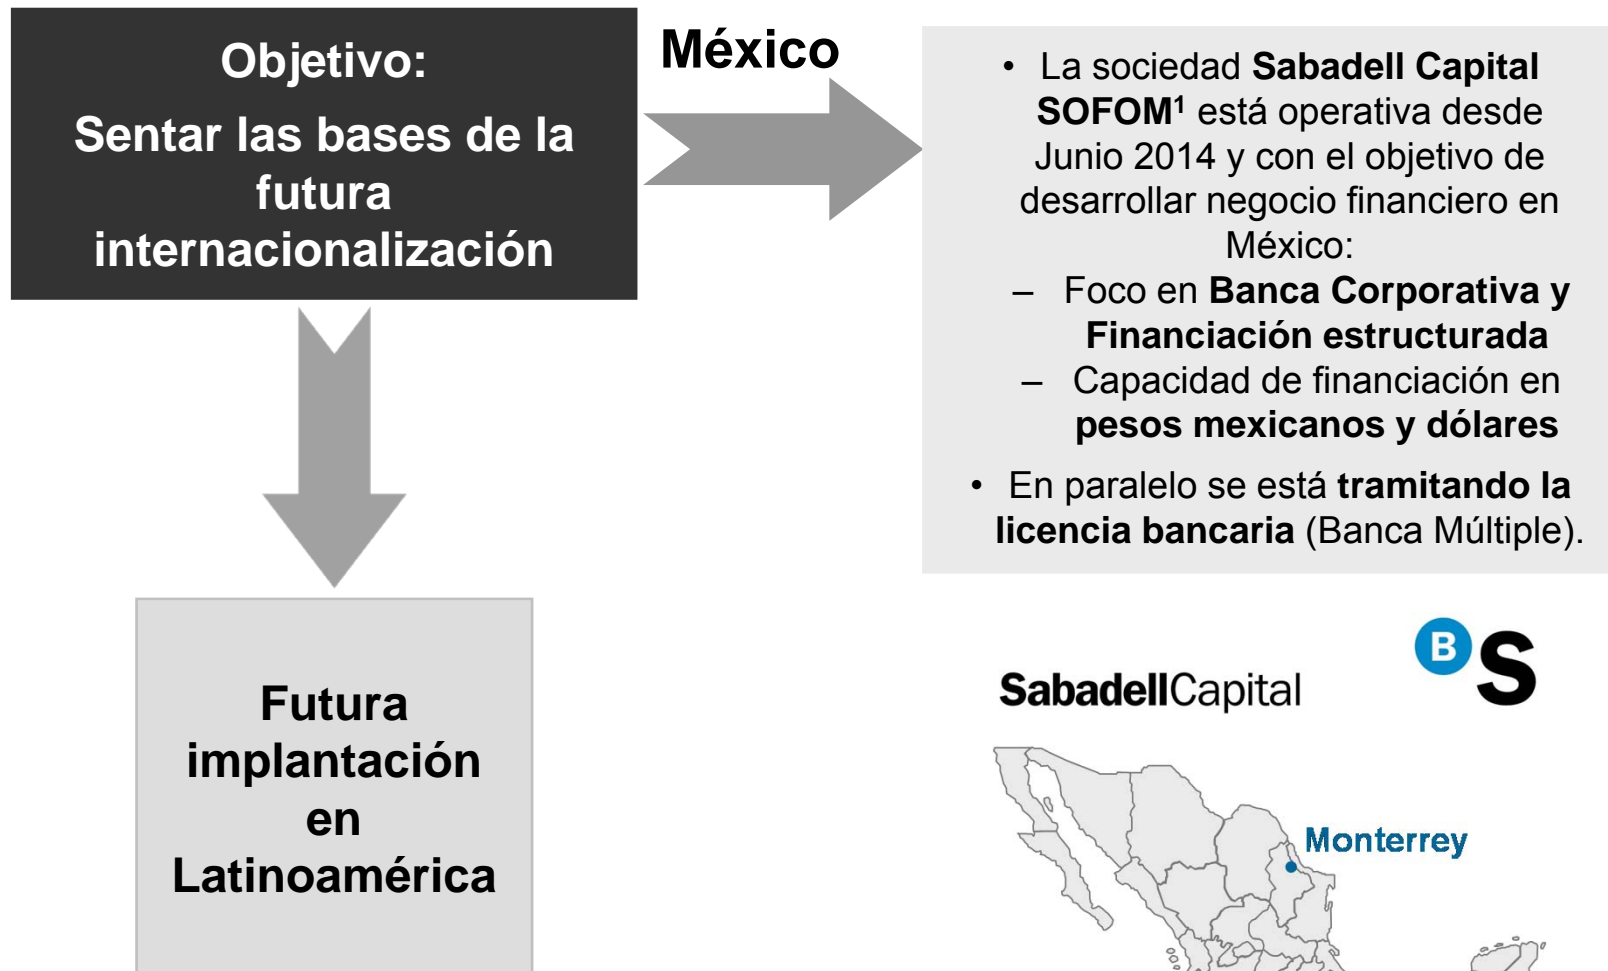 Objetivo:
Sentar las bases de la
futura
internacionalización
México
• La sociedad Sabadell Capital
SOFOM¹ está operativa desde
Junio 2014 y con el objetivo de
desarrollar negocio financiero en
México:
– Foco en Banca Corporativa y
Financiación estructurada
– Capacidad de financiación en
pesos mexicanos y dólares
• En paralelo se está tramitando la
licencia bancaria (Banca Múltiple).
Futura
implantación
en
Latinoamérica
SabadellCapital
B S
Monterrey